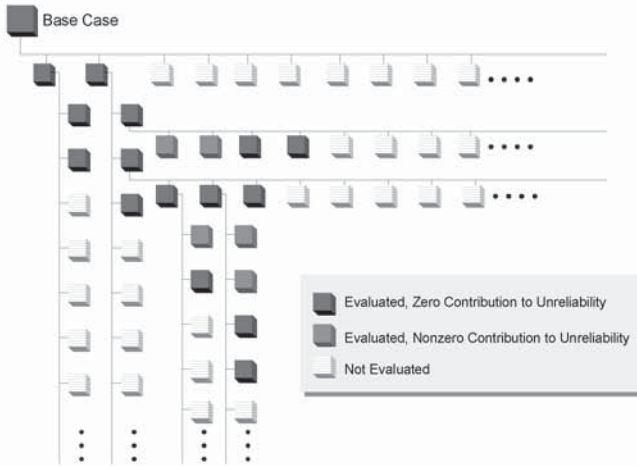 Base Case
Evaluated, Zero Contribution to Unreliability
Evaluated, Nonzero Contribution to Unreliability
Not Evaluated